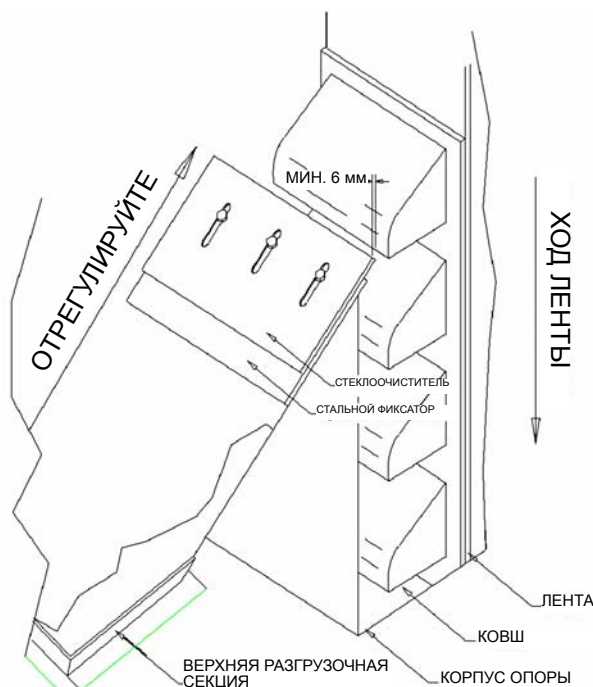 МИН. 6 мм.
ОТРЕГУЛИРУЙТЕ
ХОД ЛЕНТЫ
СТЕКЛООЧИСТИТЕЛЬ
СТАЛЬНОЙ ФИКСАТОР
ЛЕНТА
КОВШ
ВЕРХНЯЯ РАЗГРУЗОЧНАЯ
СЕКЦИЯ
КОРПУС ОПОРЫ